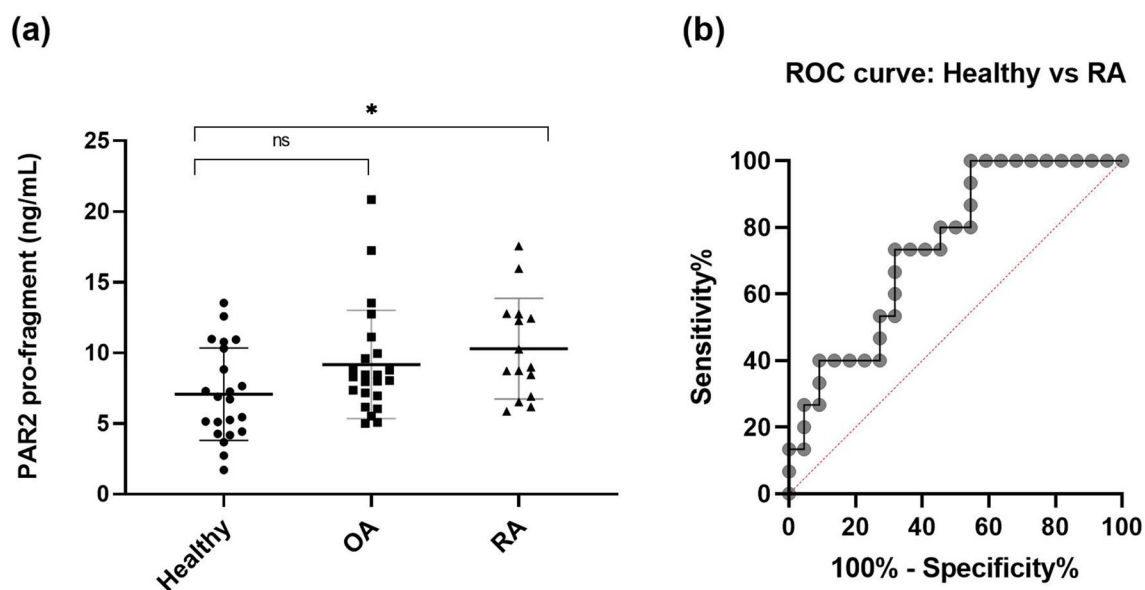 (a)
*
ns
PAR2 pro-fragment (ng/mL)
25
20
15
10
5
0
Healthy
OA
RA
(b)
ROC curve: Healthy vs RA
Sensitivity%
100
80
60
40
20
0
0 20 40 60 80 100
100% - Specificity%